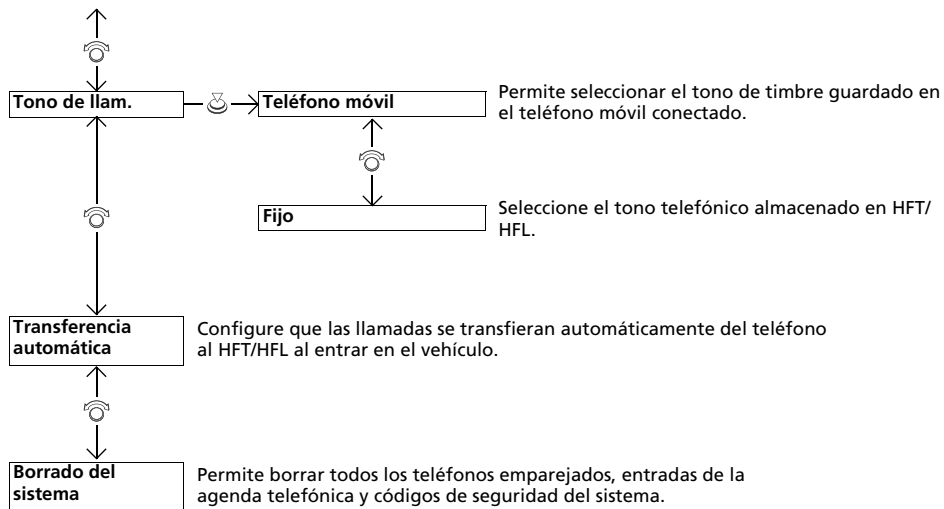 Tono de llam.
Teléfono móvil
Permite seleccionar el tono de timbre guardado en
el teléfono móvil conectado.
Fijo
Seleccione el tono telefónico almacenado en HFT/
HFL.
Transferencia
automática
Configure que las llamadas se transfieran automáticamente del teléfono
al HFT/HFL al entrar en el vehículo.
Borrado del
sistema
Permite borrar todos los teléfonos emparejados, entradas de la
agenda telefónica y códigos de seguridad del sistema.